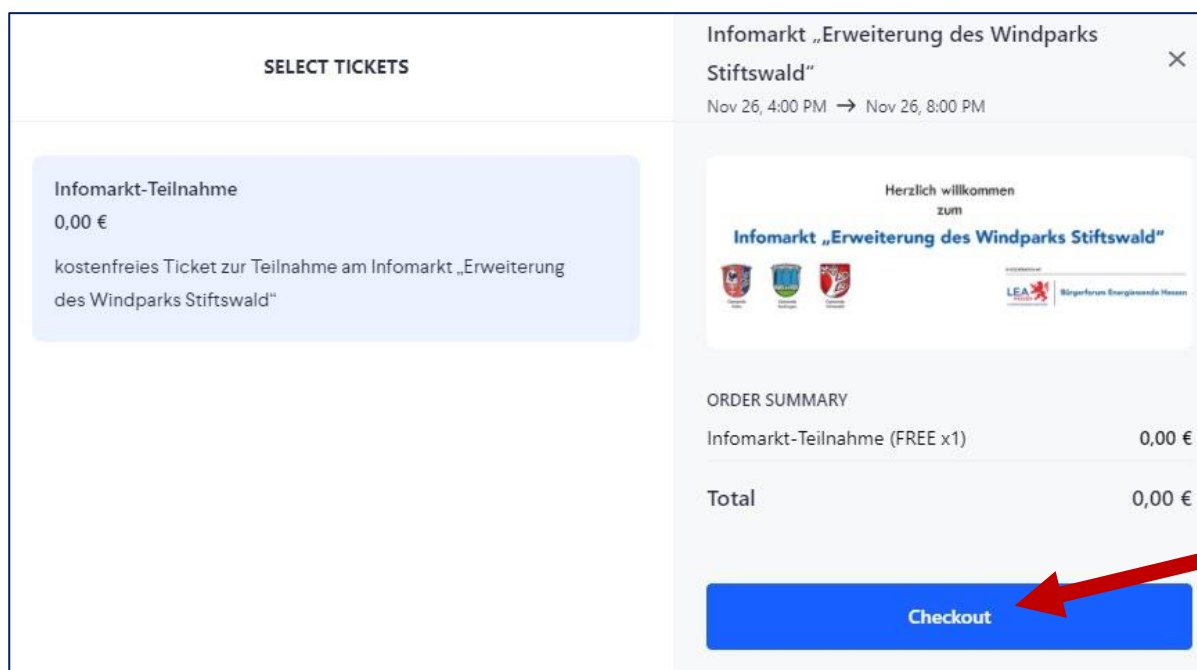 SELECT TICKETS
Infomarkt-Teilnahme
0,00 €
kostenfreies Ticket zur Teilnahme am Infomarkt „Erweiterung
des Windparks Stiftswald“
Infomarkt „Erweiterung des Windparks
Stiftswald“
Nov 26, 4:00 PM → Nov 26, 8:00 PM
Herzlich willkommen
zum
Infomarkt „Erweiterung des Windparks Stiftswald“
LEA
Bürgerforum Energiewende Hessen
ORDER SUMMARY
Infomarkt-Teilnahme (FREE x1) 0,00 €
Total 0,00 €
Checkout